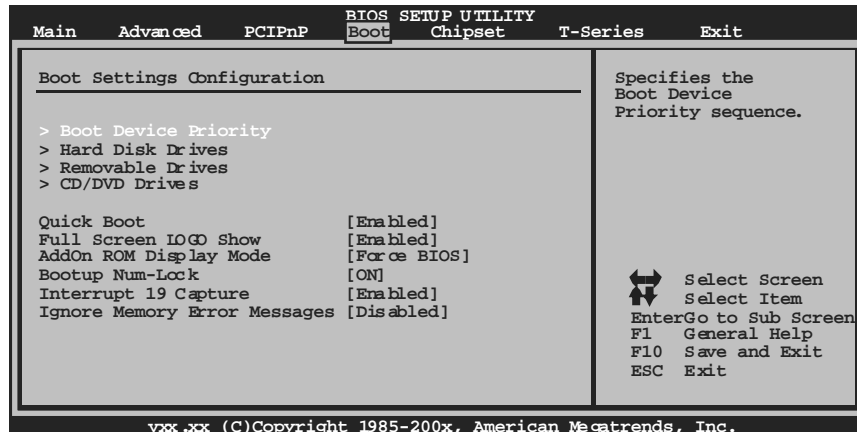 BIOS SETUP UTILITY
Main Advanced PCIPnP Boot Chipset T-Series Exit
Boot Settings Configuration
> Boot Device Priority
> Hard Disk Drives
> Removable Drives
> CD/DVD Drives
Quick Boot [Enabled]
Full Screen LOGO Show [Enabled]
AddOn ROM Display Mode [Force BIOS]
Bootup Num-Lock [ON]
Interrupt 19 Capture [Enabled]
Ignore Memory Error Messages [Disabled]
Specifies the
Boot Device
Priority sequence.
Select Screen
Select Item
EnterGo to Sub Screen
F1 General Help
F10 Save and Exit
ESC Exit
vxx.xx (C)Copyright 1985-200x, American Megatrends, Inc.